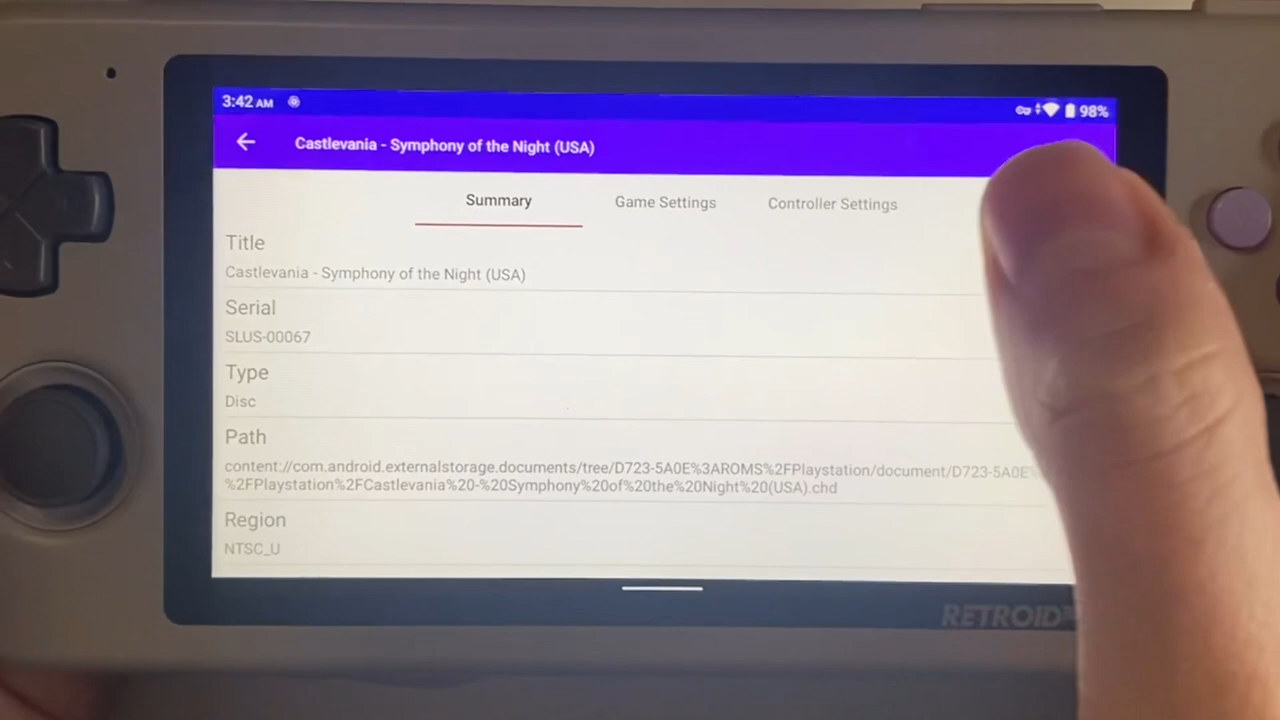 3:42 AM 98%
Castlevania - Symphony of the Night (USA)
Summary Game Settings Controller Settings
Title
Castlevania - Symphony of the Night (USA)
Serial
SLUS-00067
Type
Disc
Path
content://com.android.externalstorage.documents/tree/D723-5A0E%3AROMS%2FPlaystation/document/D723-5A0E
%2FPlaystation%2FCastlevania%20-%20Symphony%20of%20the%20Night%20(USA).chd
Region
NTSC_U
RETROID